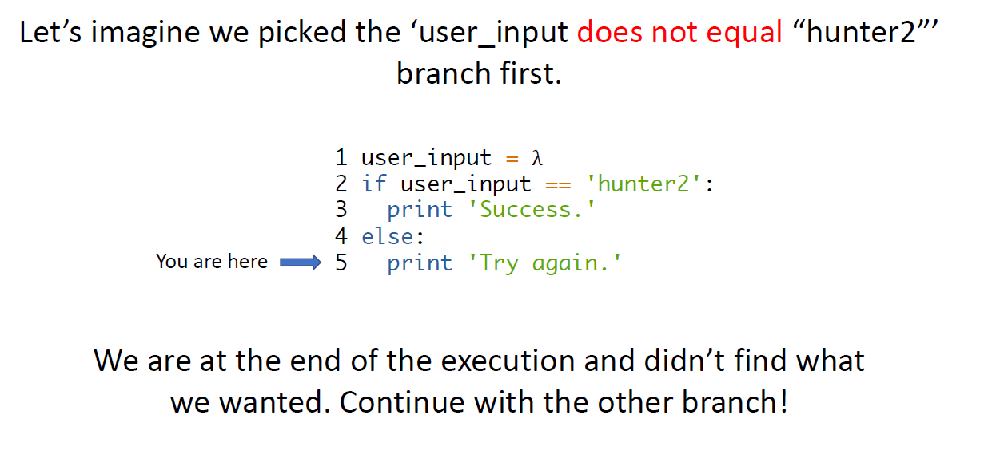 Let’s imagine we picked the ‘user_input does not equal “hunter2”’
branch first.
1 user_input = λ
2 if user_input == 'hunter2':
3   print 'Success.'
4 else:
You are here 5   print 'Try again.'
We are at the end of the execution and didn’t find what
we wanted. Continue with the other branch!